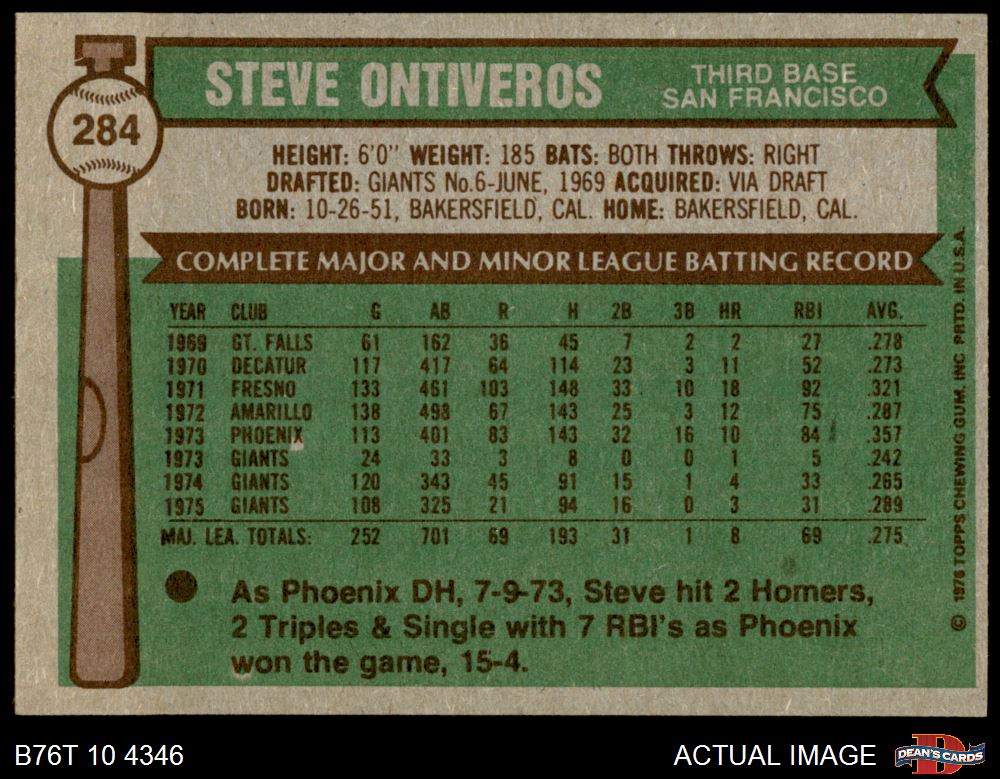 284
STEVE ONTIVEROS
THIRD BASE
SAN FRANCISCO
HEIGHT: 6'0" WEIGHT: 185 BATS: BOTH THROWS: RIGHT
DRAFTED: GIANTS No.6-JUNE, 1969 ACQUIRED: VIA DRAFT
BORN: 10-26-51, BAKERSFIELD, CAL. HOME: BAKERSFIELD, CAL.
COMPLETE MAJOR AND MINOR LEAGUE BATTING RECORD
YEAR CLUB G AB R H 2B 3B HR RBI AVG.
1969 GT. FALLS 61 162 36 45 7 2 2 27 .278
1970 DECATUR 117 417 64 114 23 3 11 52 .273
1971 FRESNO 133 461 103 148 33 10 18 92 .321
1972 AMARILLO 138 498 67 143 25 3 12 75 .287
1973 PHOENIX 113 401 83 143 32 16 10 84 .357
1973 GIANTS 24 33 3 8 0 0 1 5 .242
1974 GIANTS 120 343 45 91 15 1 4 33 .265
1975 GIANTS 108 325 21 94 16 0 3 31 .289
MAJ. LEA. TOTALS: 252 701 69 193 31 1 8 69 .275
As Phoenix DH, 7-9-73, Steve hit 2 Homers,
2 Triples & Single with 7 RBI's as Phoenix
won the game, 15-4.
© 1976 TOPPS CHEWING GUM, INC PRTD. IN U.S.A.
B76T 10 4346
ACTUAL IMAGE
DEAN'S CARDS